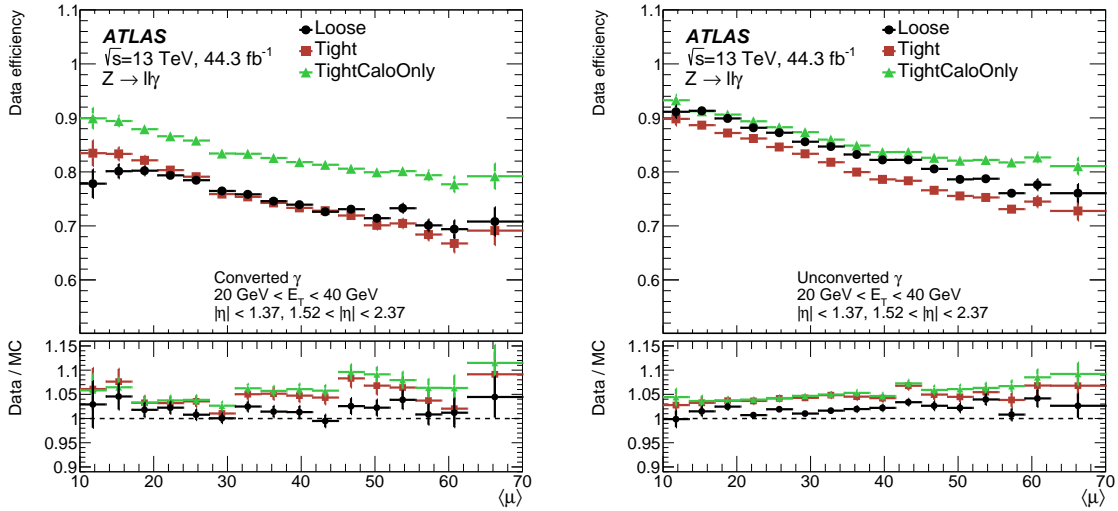 Data efficiency
1.1
1
0.9
0.8
0.7
0.6
ATLAS
√s=13 TeV, 44.3 fb⁻¹
Z → llγ
Loose
Tight
TightCaloOnly
Converted γ
20 GeV < E_T < 40 GeV
|η| < 1.37, 1.52 < |η| < 2.37
Data / MC
1.15
1.1
1.05
1
0.95
0.9
10 20 30 40 50 60 70
⟨μ⟩
Data efficiency
1.1
1
0.9
0.8
0.7
0.6
ATLAS
√s=13 TeV, 44.3 fb⁻¹
Z → llγ
Loose
Tight
TightCaloOnly
Unconverted γ
20 GeV < E_T < 40 GeV
|η| < 1.37, 1.52 < |η| < 2.37
Data / MC
1.15
1.1
1.05
1
0.95
0.9
10 20 30 40 50 60 70
⟨μ⟩